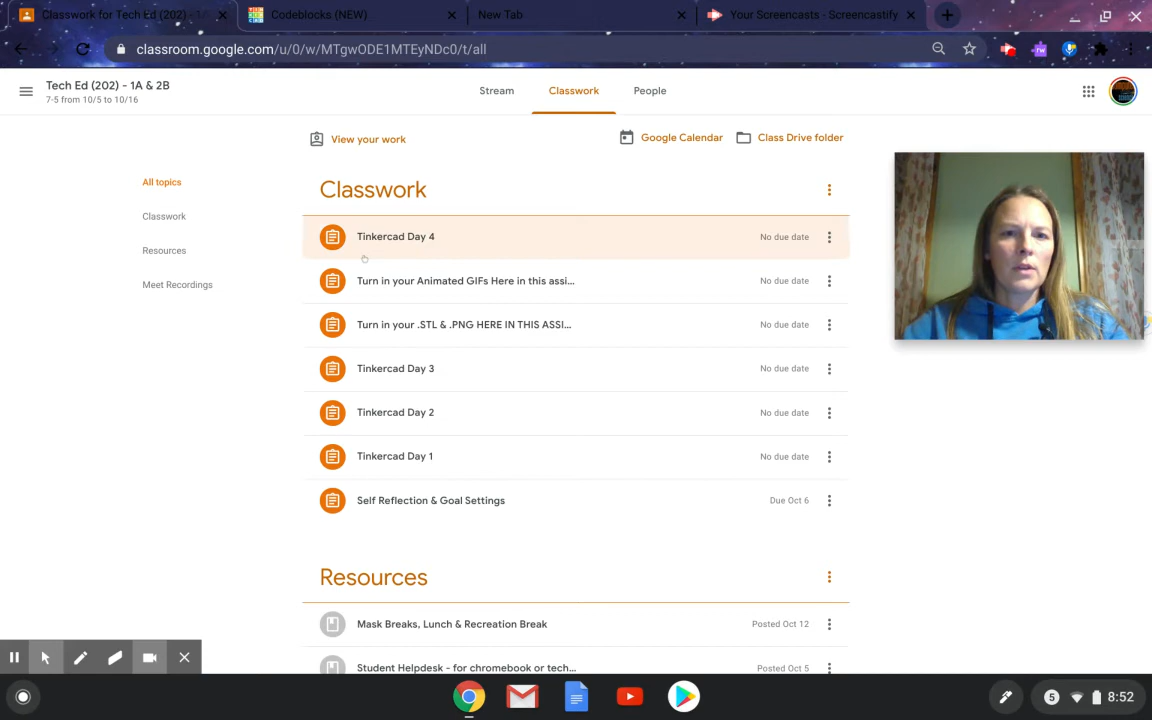 Classwork for Tech Ed (202) - 1A
Codeblocks (NEW)
New Tab
Your Screencasts - Screencastify
classroom.google.com/u/0/w/MTgwODE1MTEyNDc0/t/all
Tech Ed (202) - 1A & 2B
7-5 from 10/5 to 10/16
Stream
Classwork
People
View your work
Google Calendar
Class Drive folder
All topics
Classwork
Resources
Meet Recordings
Classwork
Tinkercad Day 4
No due date
Turn in your Animated GIFs Here in this assi...
No due date
Turn in your .STL & .PNG HERE IN THIS ASSI...
No due date
Tinkercad Day 3
No due date
Tinkercad Day 2
No due date
Tinkercad Day 1
No due date
Self Reflection & Goal Settings
Due Oct 6
Resources
Mask Breaks, Lunch & Recreation Break
Posted Oct 12
Student Helpdesk - for chromebook or tech...
Posted Oct 5
5
8:52